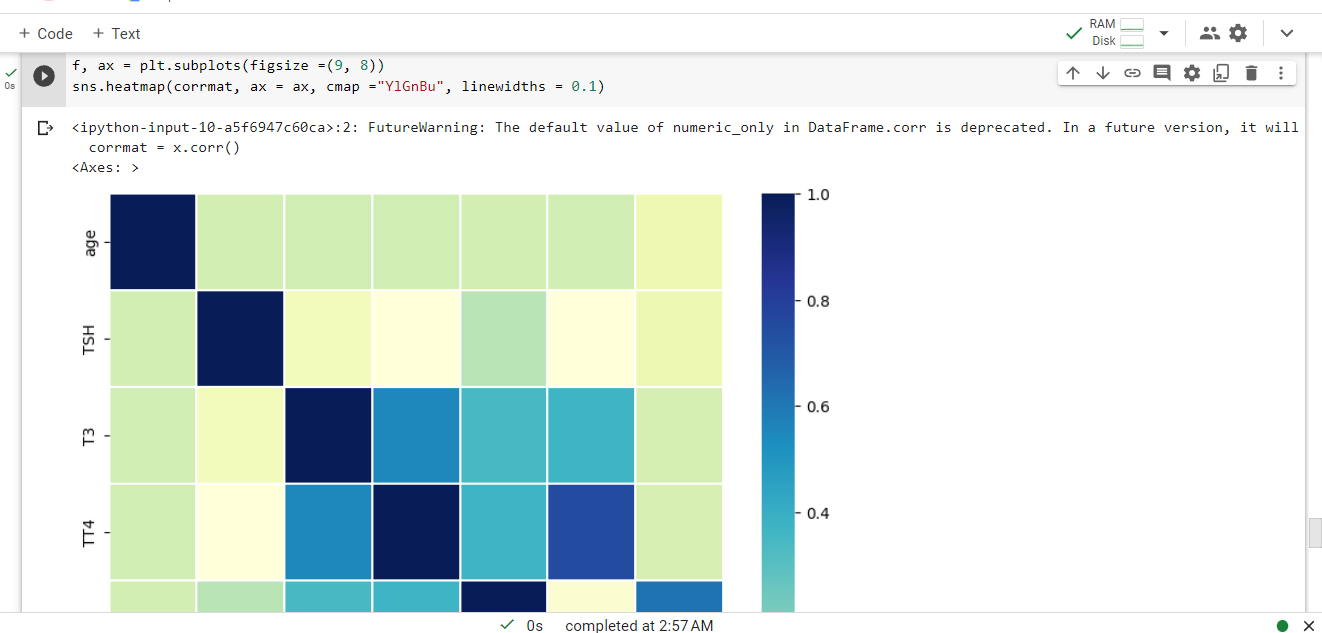 + Code + Text
RAM
Disk
0s
f, ax = plt.subplots(figsize =(9, 8))
sns.heatmap(corrmat, ax = ax, cmap ="YlGnBu", linewidths = 0.1)
<ipython-input-10-a5f6947c60ca>:2: FutureWarning: The default value of numeric_only in DataFrame.corr is deprecated. In a future version, it will
corrmat = x.corr()
<Axes: >
age
TSH
T3
TT4
1.0
0.8
0.6
0.4
0s completed at 2:57 AM